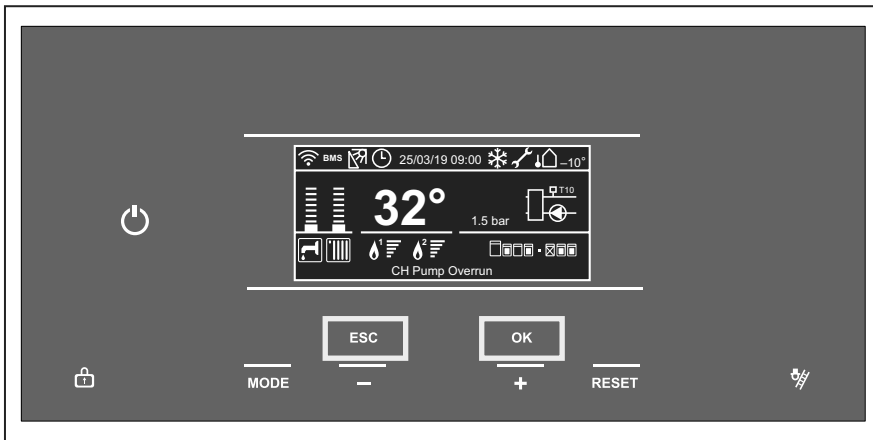 BMS 25/03/19 09:00 –10°
T10
32°
1.5 bar
1 2
CH Pump Overrun
ESC OK
MODE – + RESET